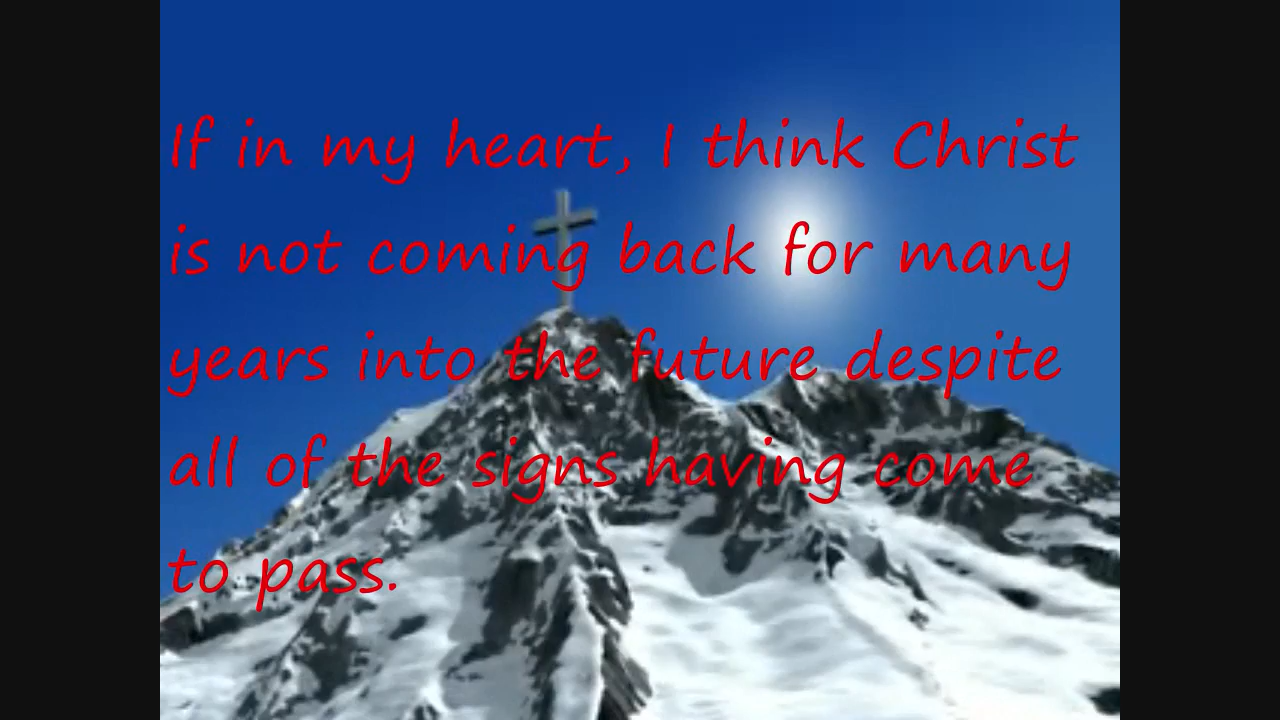 If in my heart, I think Christ
is not coming back for many
years into the future despite
all of the signs having come
to pass.